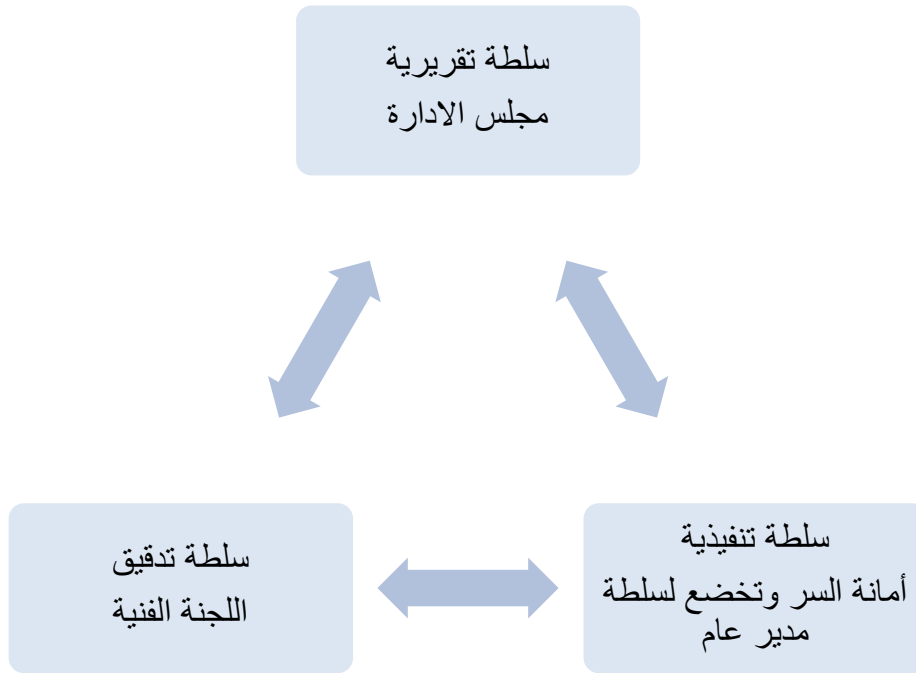 سلطة تقريرية
مجلس الادارة
سلطة تنفيذية
أمانة السر وتخضع لسلطة
مدير عام
سلطة تدقيق
اللجنة الفنية